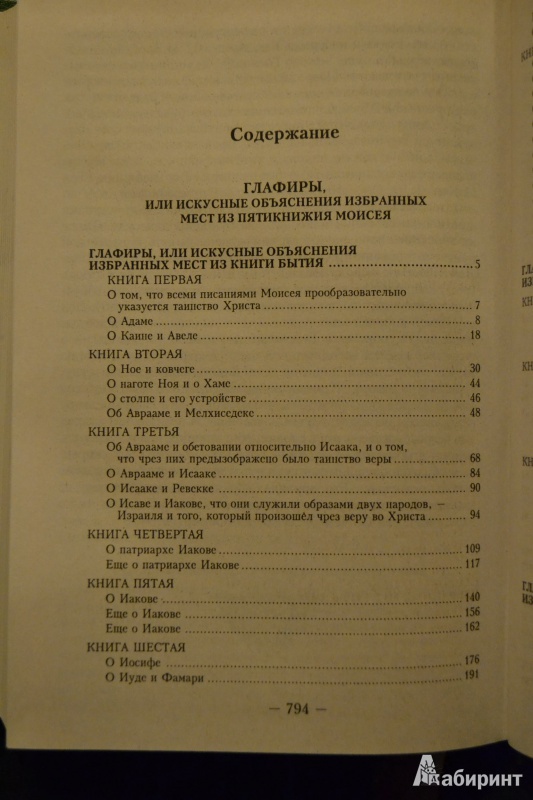 Содержание
ГЛАФИРЫ,
ИЛИ ИСКУСНЫЕ ОБЪЯСНЕНИЯ ИЗБРАННЫХ
МЕСТ ИЗ ПЯТИКНИЖИЯ МОИСЕЯ
ГЛАФИРЫ, ИЛИ ИСКУСНЫЕ ОБЪЯСНЕНИЯ
ИЗБРАННЫХ МЕСТ ИЗ КНИГИ БЫТИЯ 5
КНИГА ПЕРВАЯ
О том, что всеми писаниями Моисея прообразовательно
указуется таинство Христа 7
О Адаме 8
О Каине и Авеле 18
КНИГА ВТОРАЯ
О Ное и ковчеге 30
О наготе Ноя и о Хаме 44
О столпе и его устройстве 46
Об Аврааме и Мелхиседеке 48
КНИГА ТРЕТЬЯ
Об Аврааме и обетовании относительно Исаака, и о том,
что чрез них предызображено было таинство веры 68
О Аврааме и Исааке 84
О Исааке и Ревекке 90
О Исаве и Иакове, что они служили образами двух народов, –
Израиля и того, который произошёл чрез веру во Христа 94
КНИГА ЧЕТВЕРТАЯ
О патриархе Иакове 109
Еще о патриархе Иакове 117
КНИГА ПЯТАЯ
О Иакове 140
Еще о Иакове 156
Еще о Иакове 162
КНИГА ШЕСТАЯ
О Иосифе 176
О Иуде и Фамари 191
– 794 –
Лабиринт